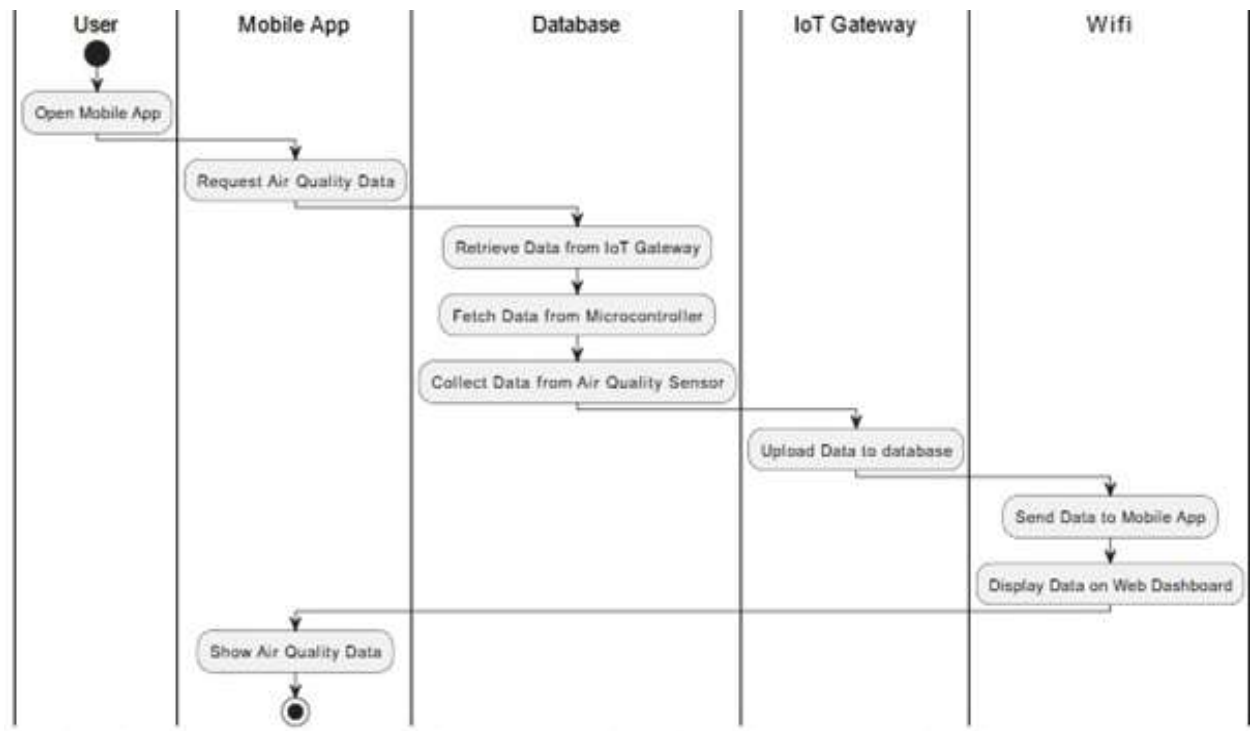 User
Mobile App
Database
IoT Gateway
Wifi
Open Mobile App
Request Air Quality Data
Retrieve Data from IoT Gateway
Fetch Data from Microcontroller
Collect Data from Air Quality Sensor
Upload Data to database
Send Data to Mobile App
Display Data on Web Dashboard
Show Air Quality Data